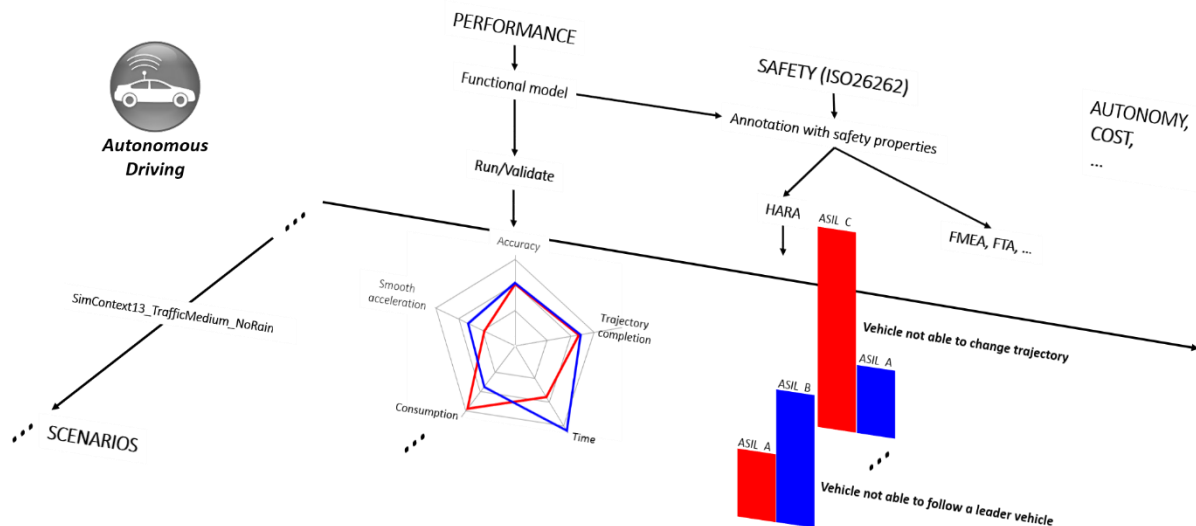 PERFORMANCE
Functional model
Run/Validate
SAFETY (ISO26262)
Annotation with safety properties
HARA
FMEA, FTA, ...
AUTONOMY,
COST,
...
Autonomous
Driving
SimContext13_TrafficMedium_NoRain
SCENARIOS
Accuracy
Smooth
acceleration
Trajectory
completion
Consumption
Time
ASIL C
Vehicle not able to change trajectory
ASIL A
ASIL B
ASIL A
Vehicle not able to follow a leader vehicle